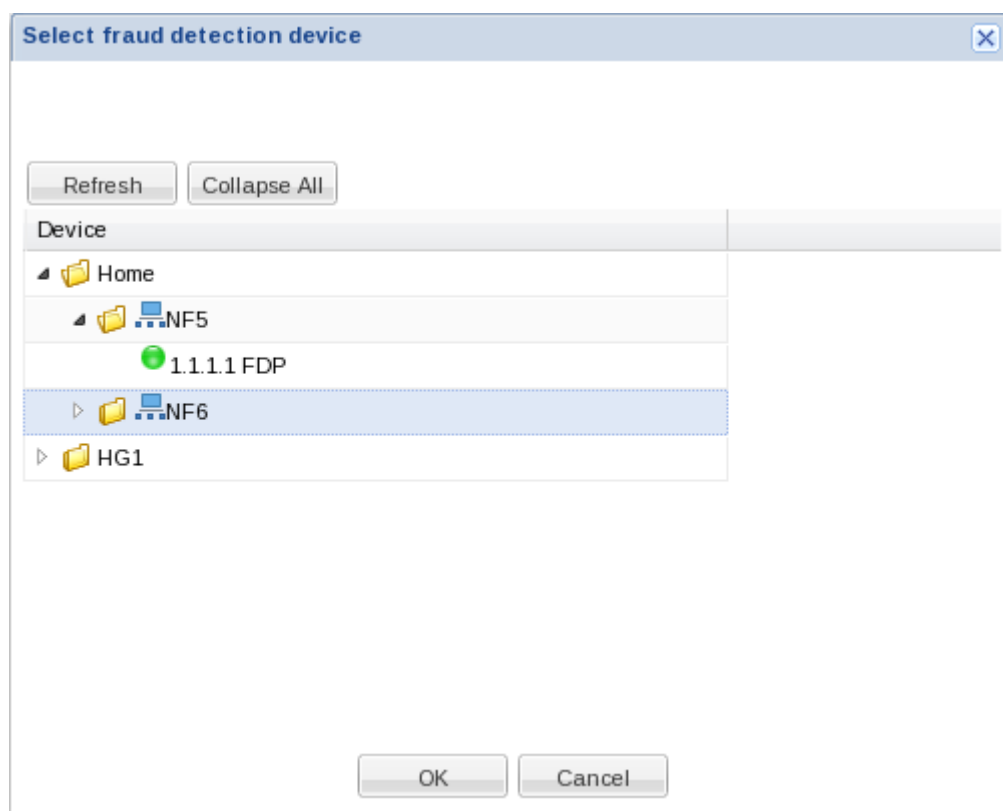 Select fraud detection device
Refresh Collapse All
Device
Home
NF5
1.1.1.1 FDP
NF6
HG1
OK Cancel